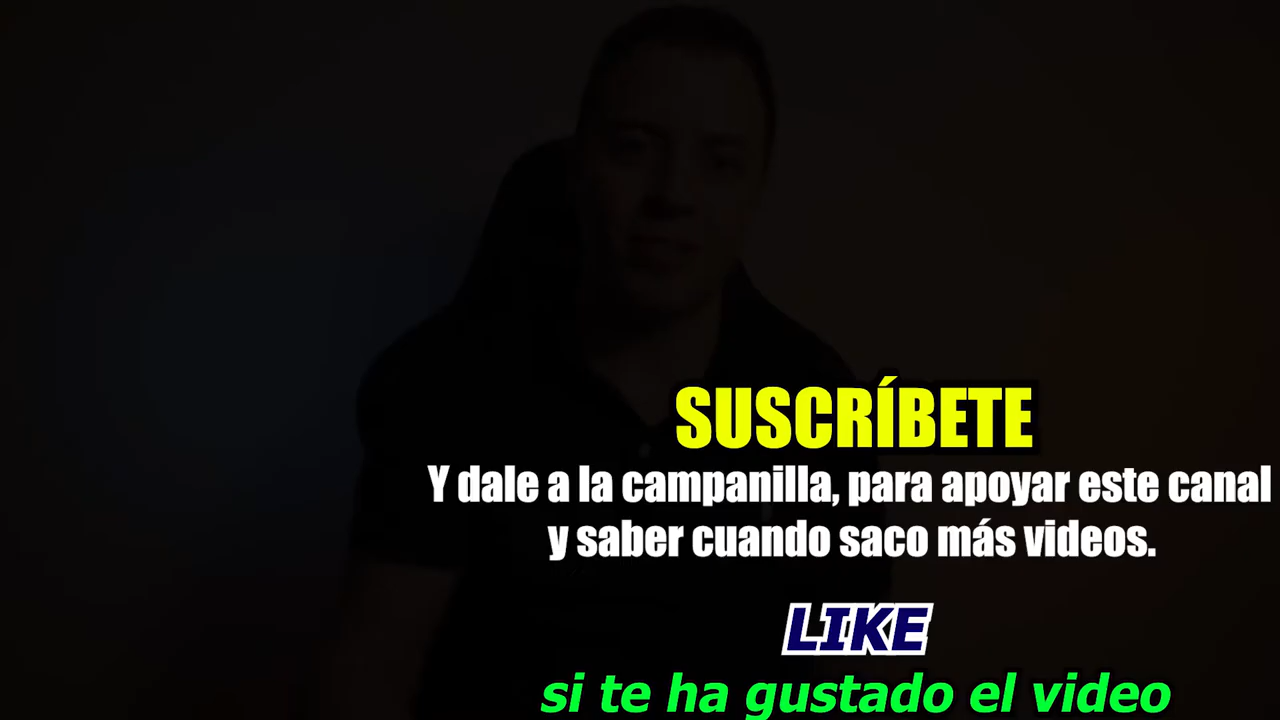 SUSCRÍBETE
Y dale a la campanilla, para apoyar este canal
y saber cuando saco más videos.
LIKE
si te ha gustado el video